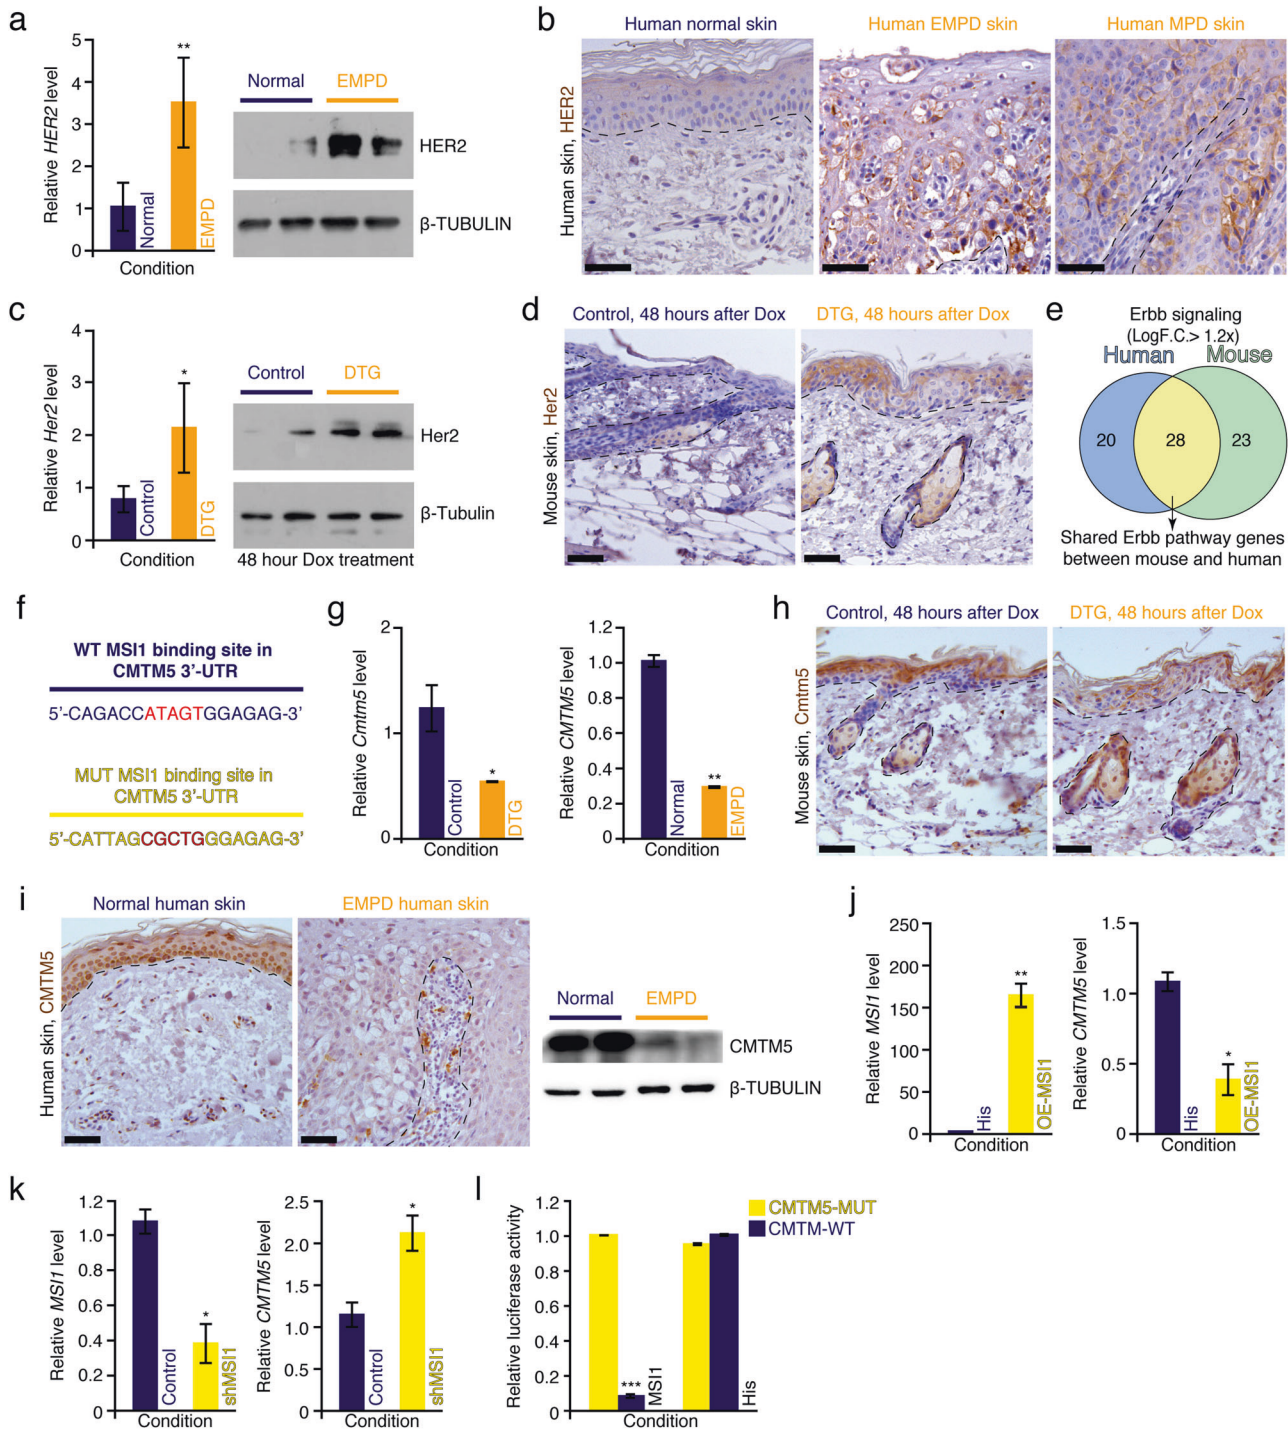 a
Relative HER2 level
5
4
3
2
1
0
**
Normal
EMPD
Condition
Normal
EMPD
HER2
β-TUBULIN
b
Human normal skin
Human EMPD skin
Human MPD skin
Human skin, HER2
c
Relative Her2 level
4
3
2
1
0
*
Control
DTG
Condition
Control
DTG
Her2
β-Tubulin
48 hour Dox treatment
d
Control, 48 hours after Dox
DTG, 48 hours after Dox
Mouse skin, Her2
e
Erbb signaling
(LogF.C.> 1.2x)
Human
Mouse
20
28
23
Shared Erbb pathway genes
between mouse and human
f
WT MSI1 binding site in
CMTM5 3'-UTR
5'-CAGACCATAGTGGAGAG-3'
MUT MSI1 binding site in
CMTM5 3'-UTR
5'-CATTAGCGCTGGGAGAG-3'
g
Relative Cmtm5 level
2
1
0
*
Control
DTG
Condition
Relative CMTM5 level
1.2
1.0
0.8
0.6
0.4
0.2
0
**
Normal
EMPD
Condition
h
Control, 48 hours after Dox
DTG, 48 hours after Dox
Mouse skin, Cmtm5
i
Normal human skin
EMPD human skin
Human skin, CMTM5
Normal
EMPD
CMTM5
β-TUBULIN
j
Relative MSI1 level
250
200
150
100
50
0
**
His
OE-MSI1
Condition
Relative CMTM5 level
1.5
1.0
0.5
0
*
His
OE-MSI1
Condition
k
Relative MSI1 level
1.2
1.0
0.8
0.6
0.4
0.2
0
*
Control
shMSI1
Condition
Relative CMTM5 level
2.5
2.0
1.5
1.0
0.5
0
*
Control
shMSI1
Condition
l
Relative luciferase activity
1.2
1.0
0.8
0.6
0.4
0.2
0
***
MSI1
His
Condition
CMTM5-MUT
CMTM-WT